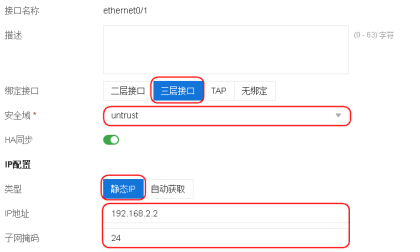 接口名称 ethernet0/1
描述 (0 - 63) 字符
绑定接口 二层接口 三层接口 TAP 无绑定
安全域 * untrust
HA同步
IP配置
类型 静态IP 自动获取
IP地址 192.168.2.2
子网掩码 24